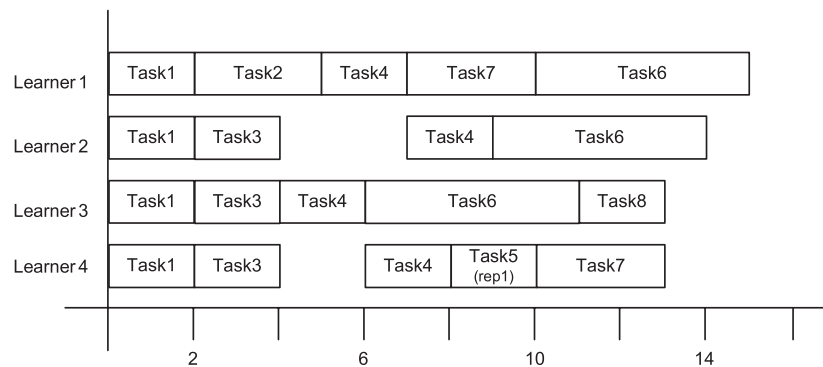 Learner 1 Task1 Task2 Task4 Task7 Task6
Learner 2 Task1 Task3 Task4 Task6
Learner 3 Task1 Task3 Task4 Task6 Task8
Learner 4 Task1 Task3 Task4 Task5 (rep1) Task7
2 6 10 14